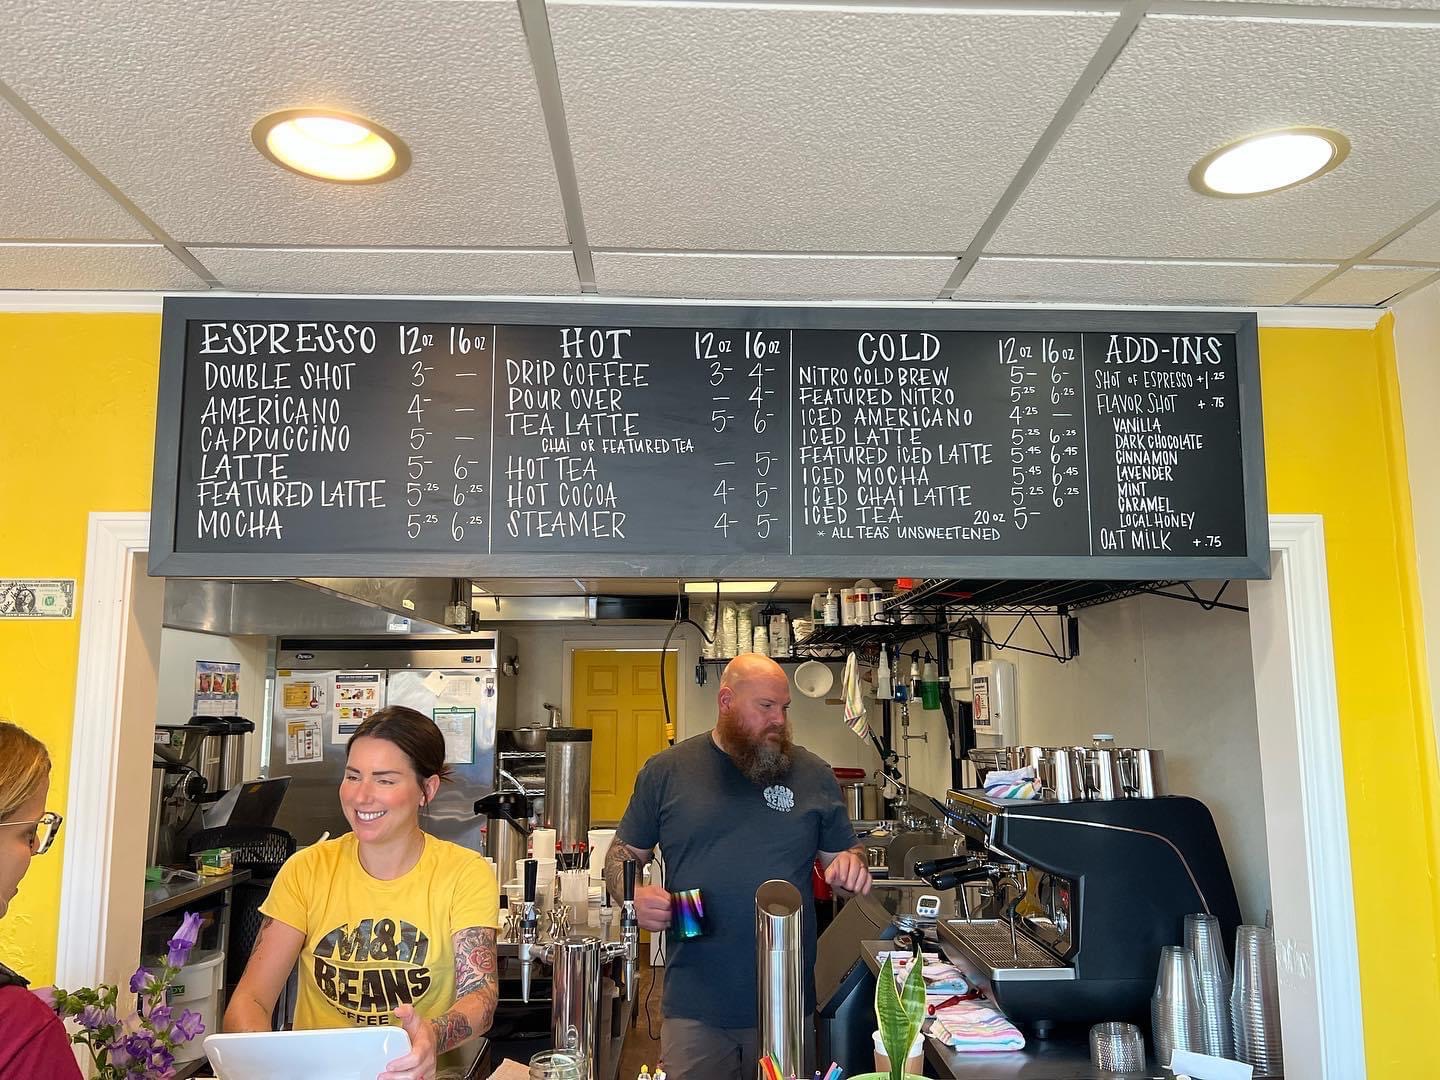 ESPRESSO 12oz 16oz
DOUBLE SHOT 3- -
AMERICANO 4- -
CAPPUCCINO 5- -
LATTE 5- 6-
FEATURED LATTE 5.25 6.25
MOCHA 5.25 6.25
HOT 12oz 16oz
DRIP COFFEE 3- 4-
POUR OVER - 4-
TEA LATTE 5- 6-
CHAI OR FEATURED TEA
HOT TEA - 5-
HOT COCOA 4- 5-
STEAMER 4- 5-
COLD 12oz 16oz
NITRO COLD BREW 5- 6-
FEATURED NITRO 5.25 6.25
ICED AMERICANO 4.25 -
ICED LATTE 5.25 6.25
FEATURED ICED LATTE 5.45 6.45
ICED MOCHA 5.45 6.45
ICED CHAI LATTE 5.25 6.25
ICED TEA 20oz 5-
* ALL TEAS UNSWEETENED
ADD-INS
SHOT OF ESPRESSO +1.25
FLAVOR SHOT +.75
VANILLA
DARK CHOCOLATE
CINNAMON
LAVENDER
MINT
CARAMEL
LOCAL HONEY
OAT MILK +.75
M&H
BEANS
COFFEE
M&H
BEANS
COFFEE CO.